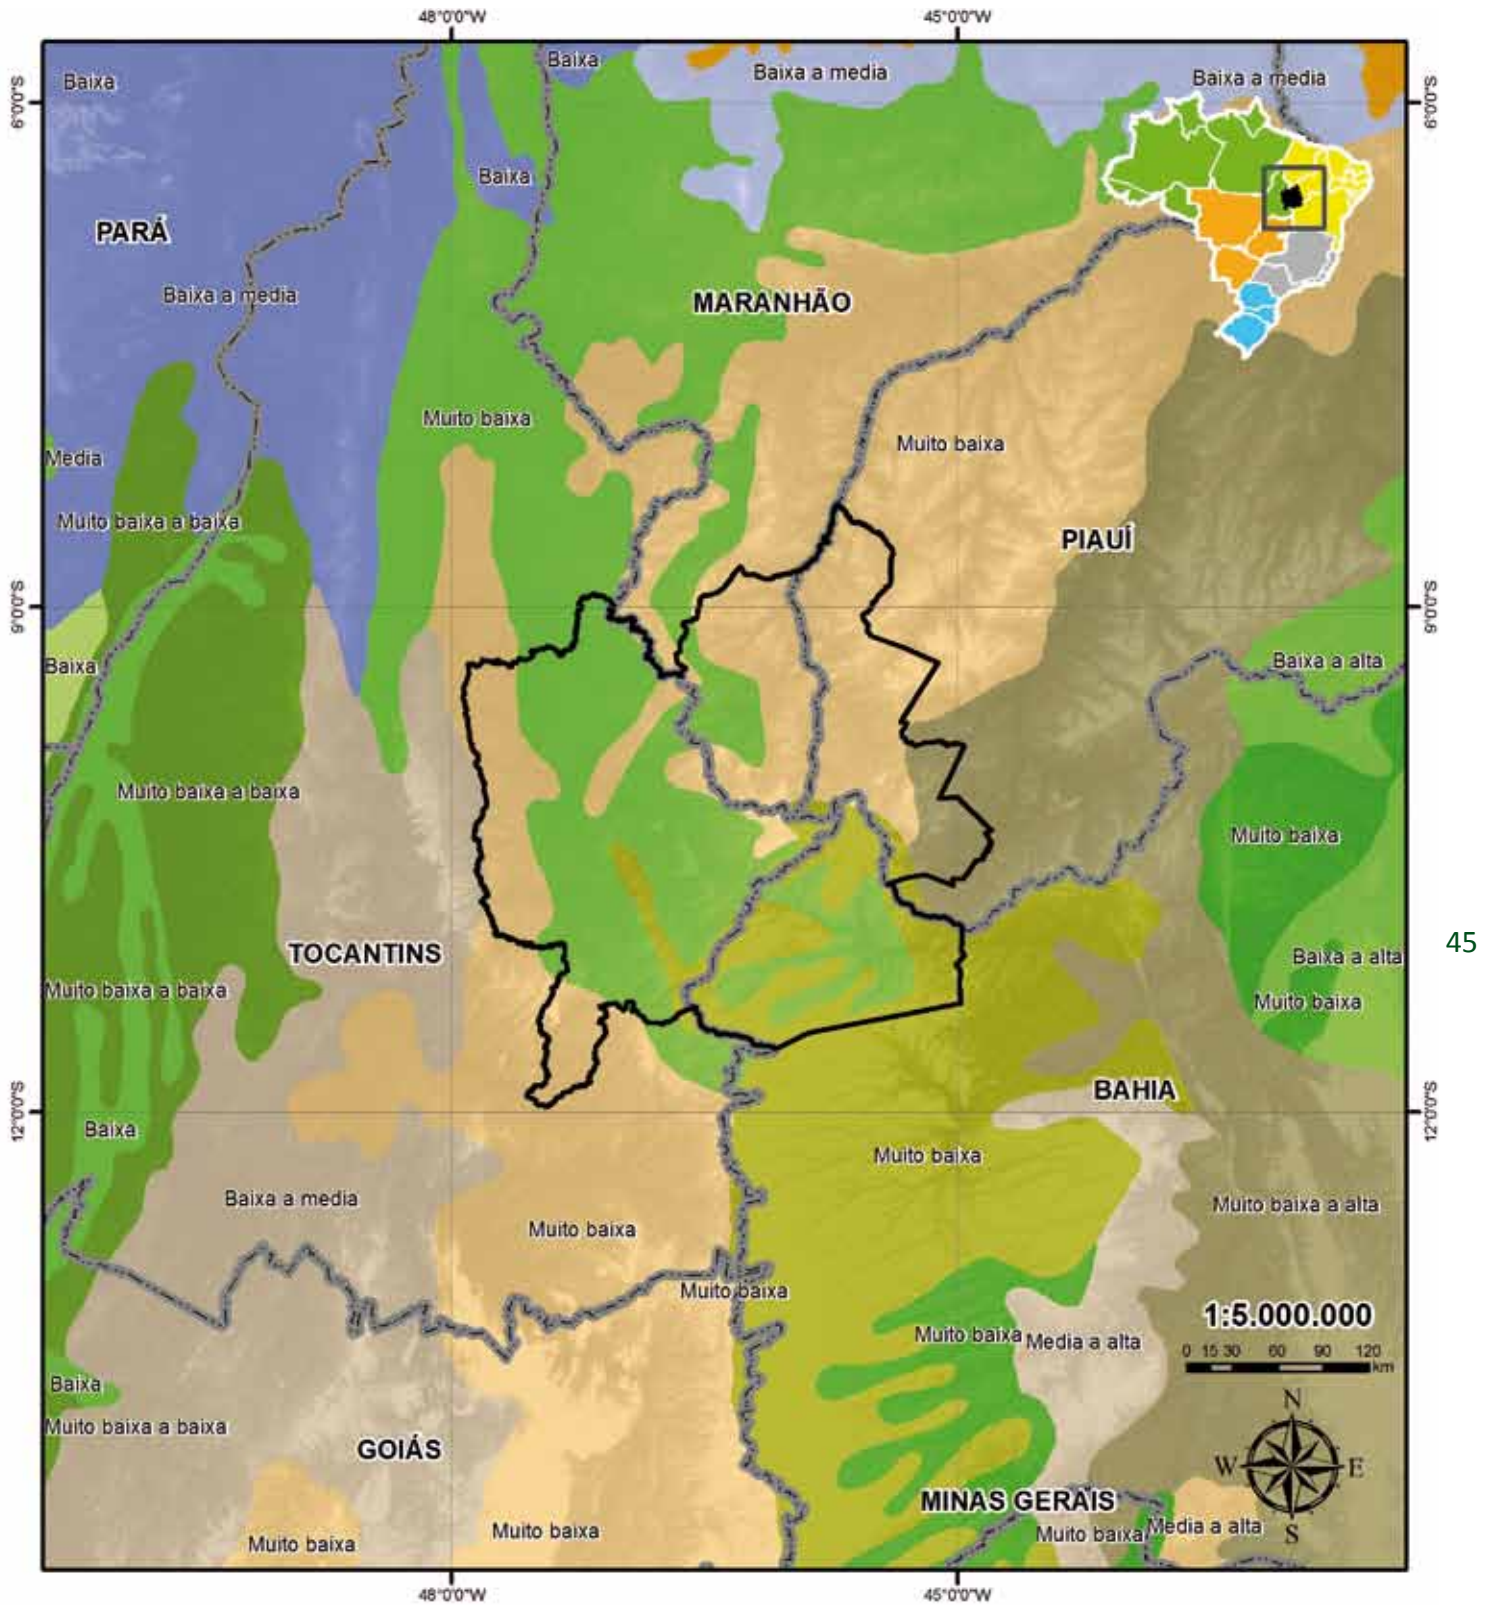 48°0'0"W 45°0'0"W
Baixa
Baixa a media
Baixa
Baixa a media
6°0'0"S
6°0'0"S
Baixa
PARÁ
Baixa a media
MARANHÃO
Muito baixa
Muito baixa
Media
Muito baixa a baixa
PIAUÍ
9°0'0"S
9°0'0"S
Baixa
Baixa a alta
Muito baixa a baixa
Muito baixa
45
TOCANTINS
Baixa a alta
Muito baixa a baixa
Muito baixa
BAHIA
12°0'0"S
12°0'0"S
Baixa
Muito baixa
Baixa a media
Muito baixa a alta
Muito baixa
Muito baixa
1:5.000.000
Muito baixa
Media a alta
0 15 30 60 90 120
km
Baixa
N
Muito baixa a baixa
GOIÁS
W
E
MINAS GERAIS
Muito baixa
Muito baixa
Media a alta
S
Muito baixa
48°0'0"W 45°0'0"W